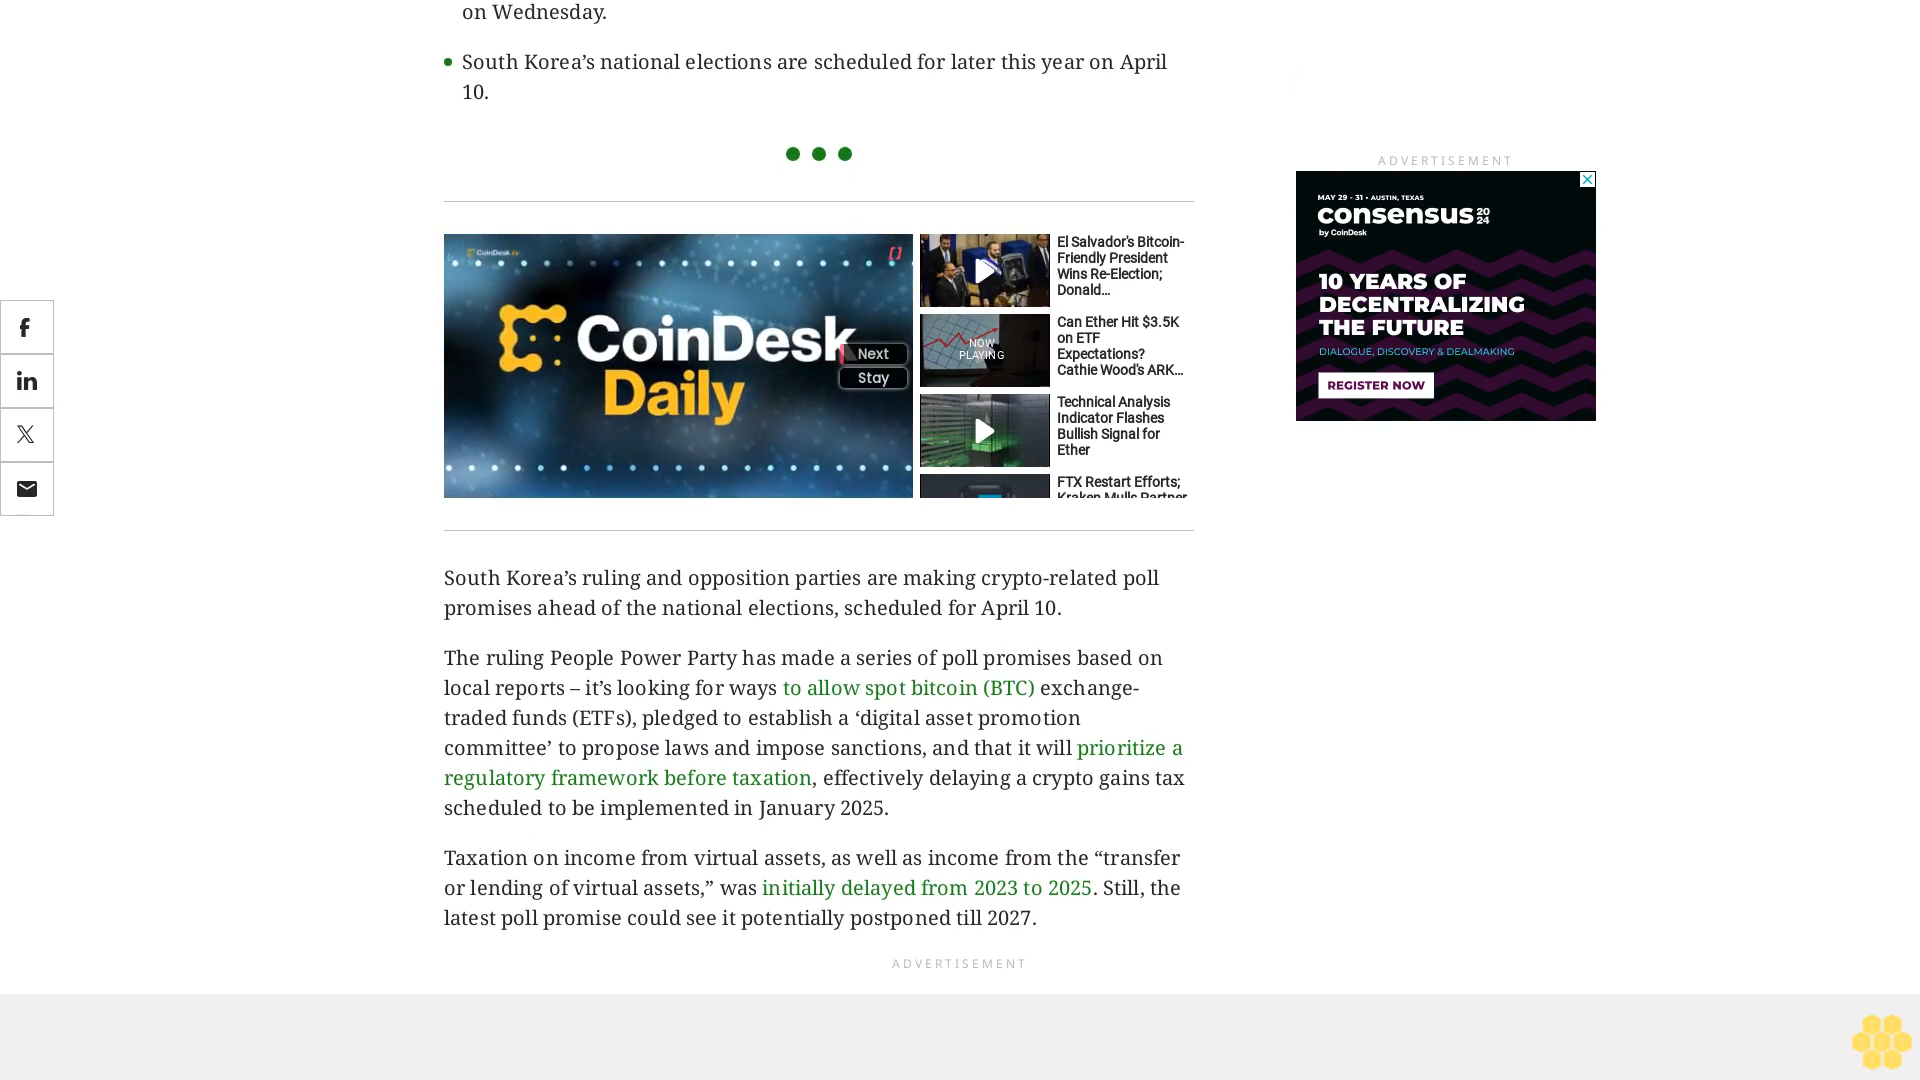 on Wednesday.
South Korea’s national elections are scheduled for later this year on April
10.
ADVERTISEMENT
MAY 29 - 31 • AUSTIN, TEXAS
consensus 2024
by CoinDesk
10 YEARS OF
DECENTRALIZING
THE FUTURE
DIALOGUE, DISCOVERY & DEALMAKING
REGISTER NOW
CoinDesk.tv
CoinDesk
Daily
Next
Stay
El Salvador's Bitcoin-
Friendly President
Wins Re-Election;
Donald...
NOW
PLAYING
Can Ether Hit $3.5K
on ETF
Expectations?
Cathie Wood's ARK...
Technical Analysis
Indicator Flashes
Bullish Signal for
Ether
FTX Restart Efforts;
Kraken Mulls Partner
South Korea’s ruling and opposition parties are making crypto-related poll
promises ahead of the national elections, scheduled for April 10.
The ruling People Power Party has made a series of poll promises based on
local reports – it’s looking for ways to allow spot bitcoin (BTC) exchange-
traded funds (ETFs), pledged to establish a ‘digital asset promotion
committee’ to propose laws and impose sanctions, and that it will prioritize a
regulatory framework before taxation, effectively delaying a crypto gains tax
scheduled to be implemented in January 2025.
Taxation on income from virtual assets, as well as income from the “transfer
or lending of virtual assets,” was initially delayed from 2023 to 2025. Still, the
latest poll promise could see it potentially postponed till 2027.
ADVERTISEMENT